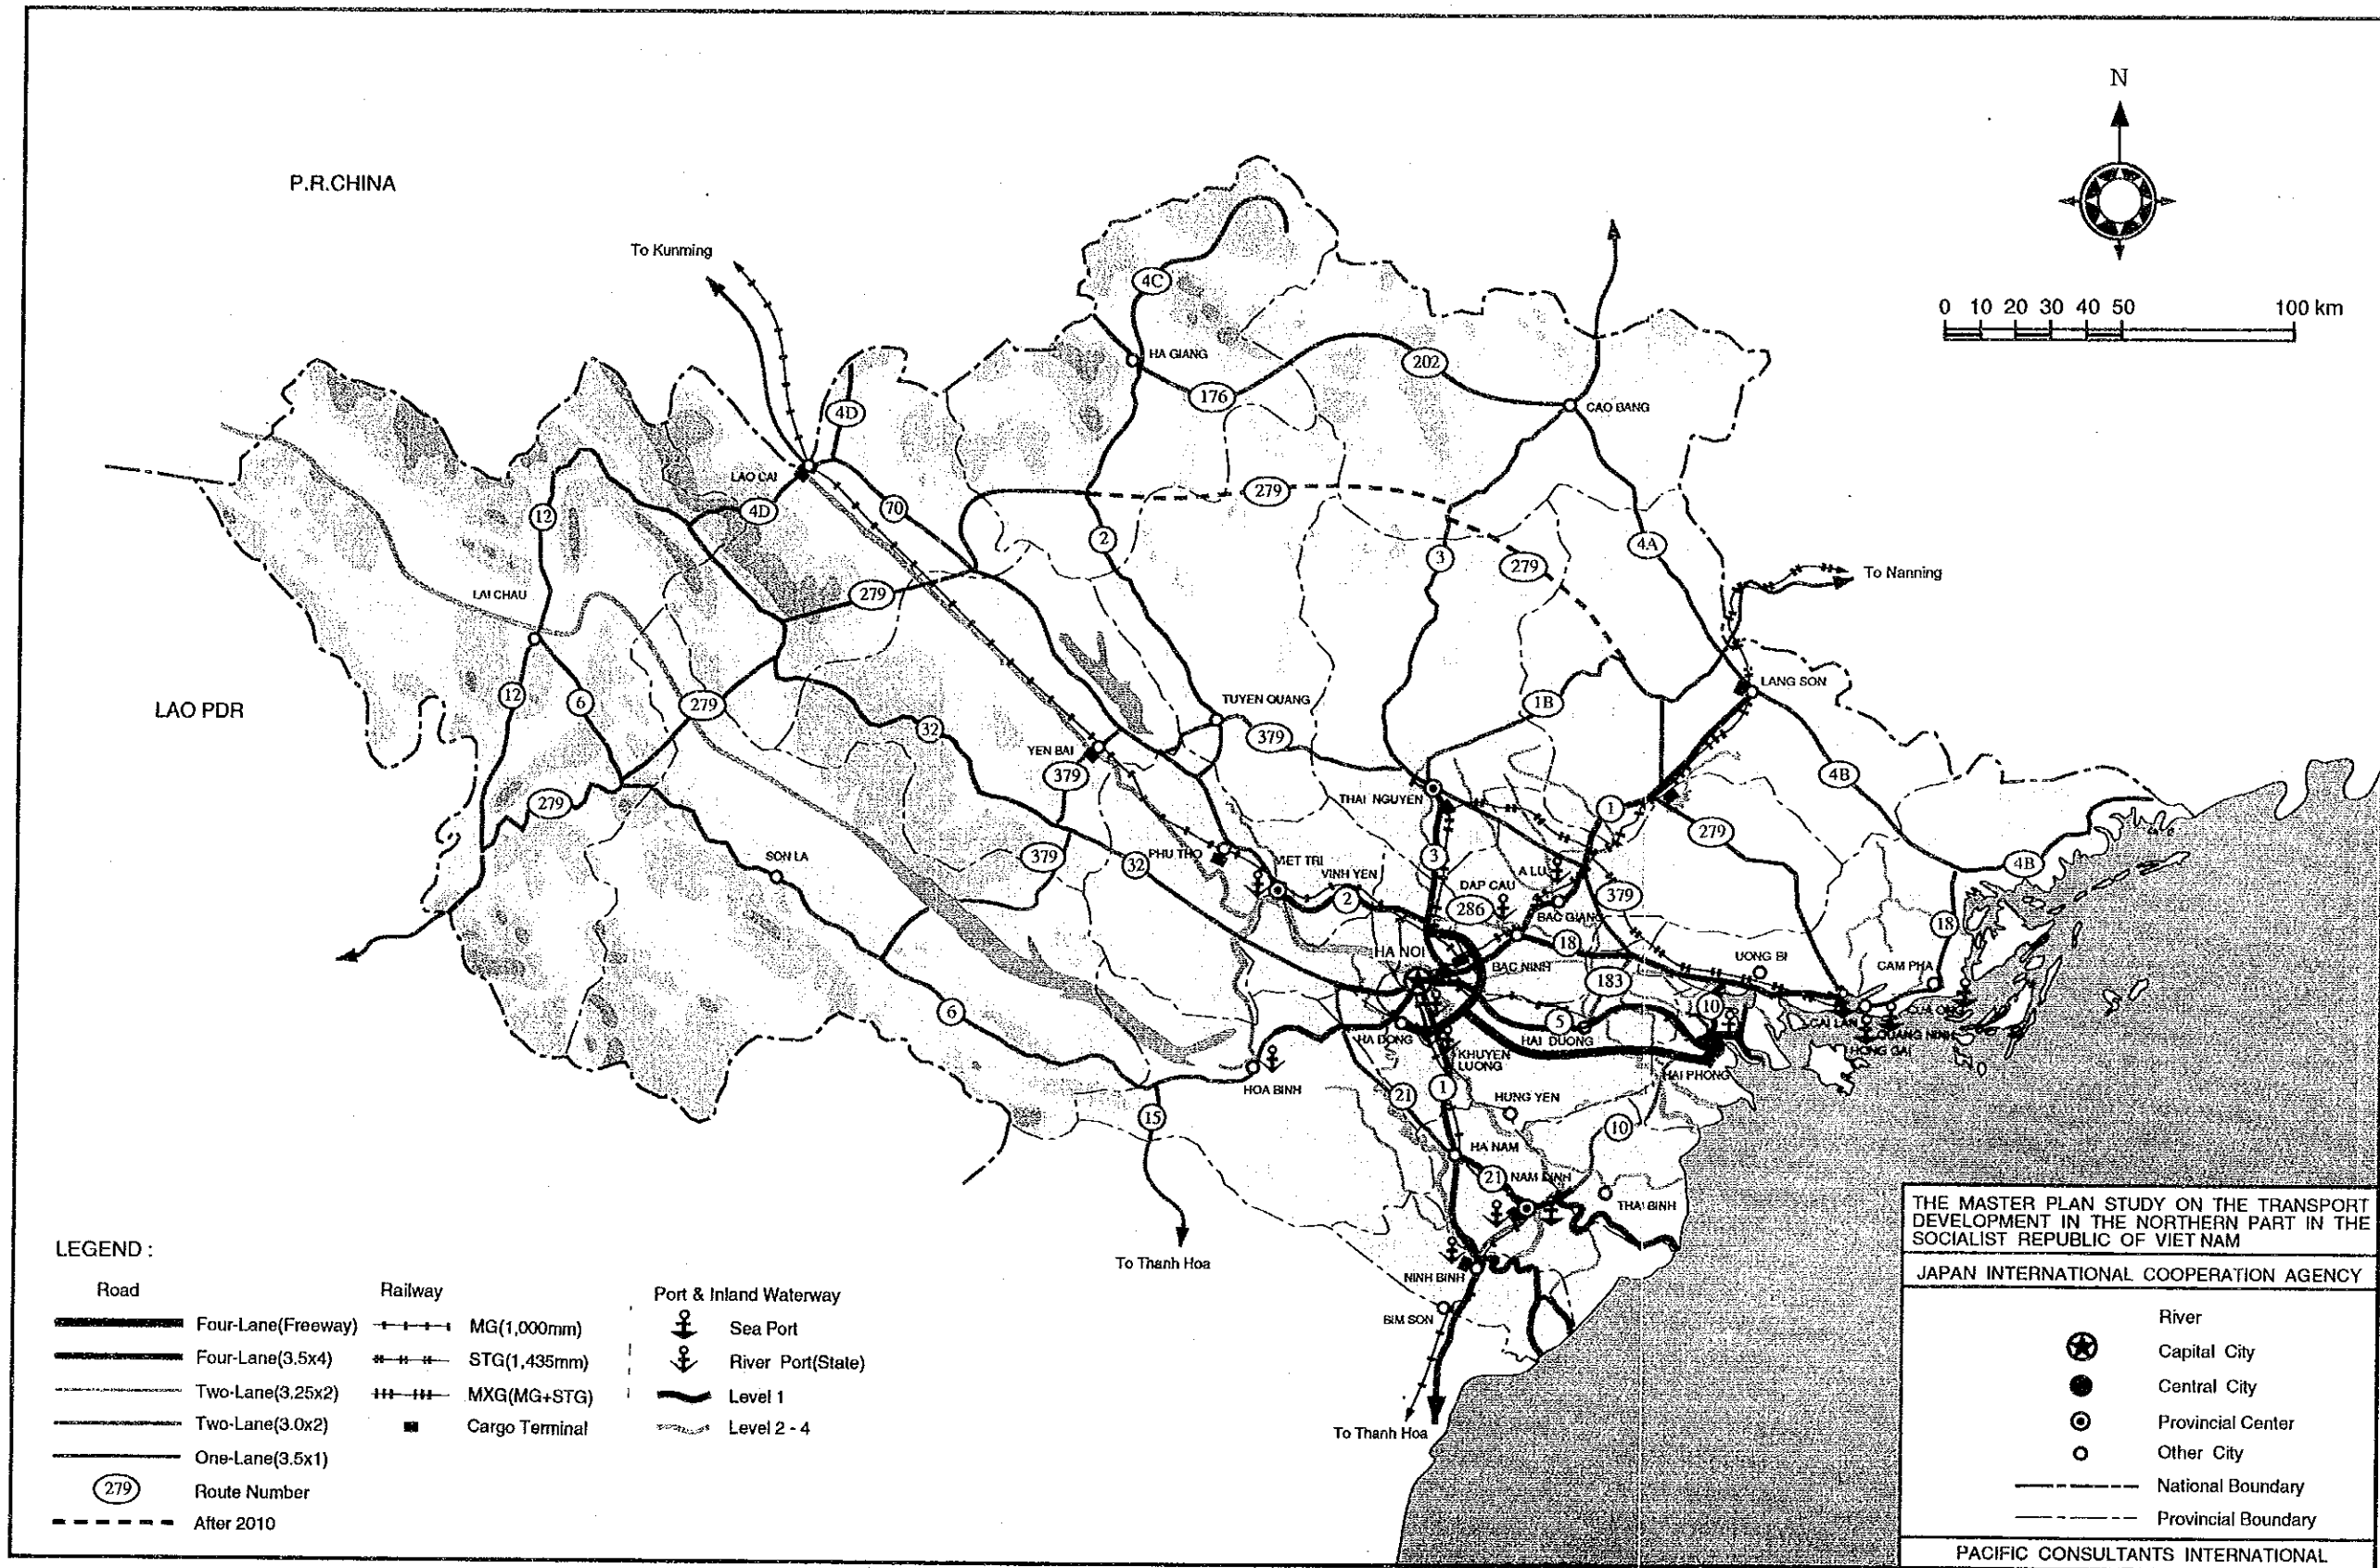 N
P.R.CHINA
To Kunming
4C
0 10 20 30 40 50 100 km
HA GIANG
202
176
4D
CAO BANG
LAO CAI
4D
70
279
12
2
4A
3
279
To Nanning
279
LAI CHAU
LANG SON
12
6
279
LAO PDR
TUYEN QUANG
1B
32
379
YEN BAI
379
4B
THAI NGUYEN
1
279
279
SON LA
379
32
PHU THO
VIET TRI
VINH YEN
3
A LU
4B
DAP CAU
379
2
286
BAC GIANG
18
18
HA NOI
BAC NINH
UONG BI
CAM PHA
183
10
6
5
CAI LAN
CUA ONG
QUANG NINH
HONG GAI
HA DONG
HAI DUONG
KHUYEN
LUONG
HAI PHONG
HOA BINH
21
1
HUNG YEN
15
10
HA NAM
21
NAM DINH
THAI BINH
To Thanh Hoa
NINH BINH
BIM SON
To Thanh Hoa
LEGEND :
Road
Four-Lane(Freeway)
Four-Lane(3.5x4)
Two-Lane(3.25x2)
Two-Lane(3.0x2)
One-Lane(3.5x1)
279 Route Number
After 2010
Railway
MG(1,000mm)
STG(1,435mm)
MXG(MG+STG)
Cargo Terminal
Port & Inland Waterway
Sea Port
River Port(State)
Level 1
Level 2 - 4
THE MASTER PLAN STUDY ON THE TRANSPORT
DEVELOPMENT IN THE NORTHERN PART IN THE
SOCIALIST REPUBLIC OF VIET NAM
JAPAN INTERNATIONAL COOPERATION AGENCY
River
Capital City
Central City
Provincial Center
Other City
National Boundary
Provincial Boundary
PACIFIC CONSULTANTS INTERNATIONAL